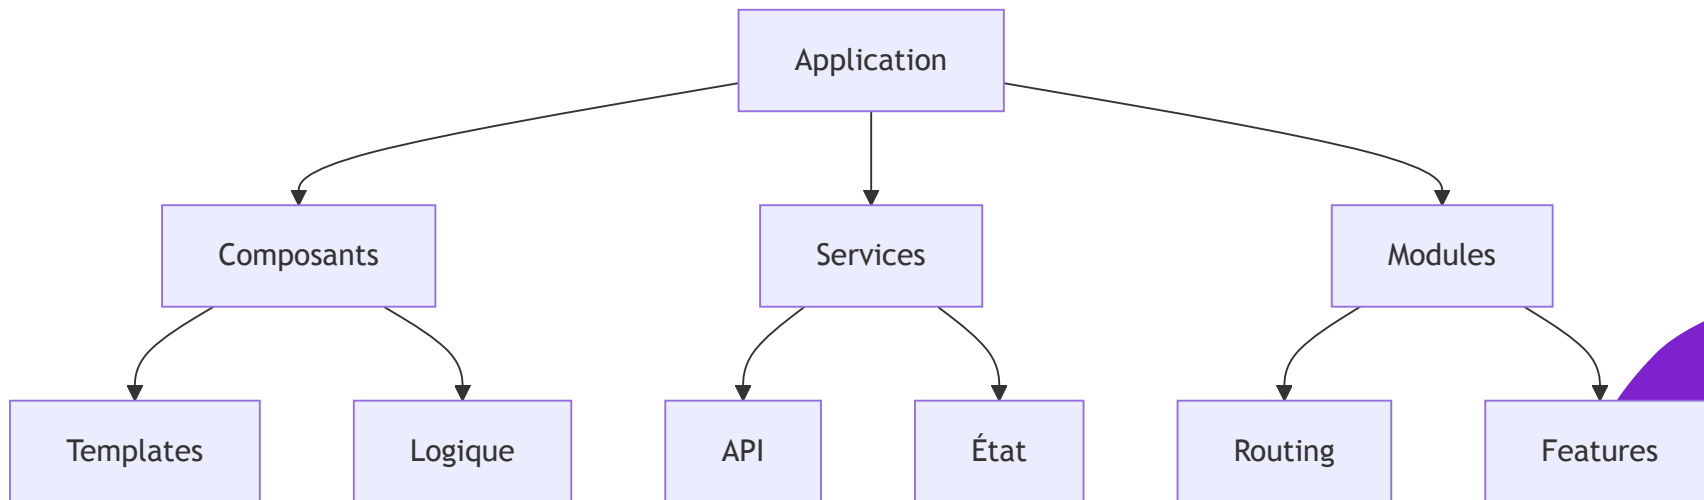 Application
Composants
Services
Modules
Templates
Logique
API
État
Routing
Features